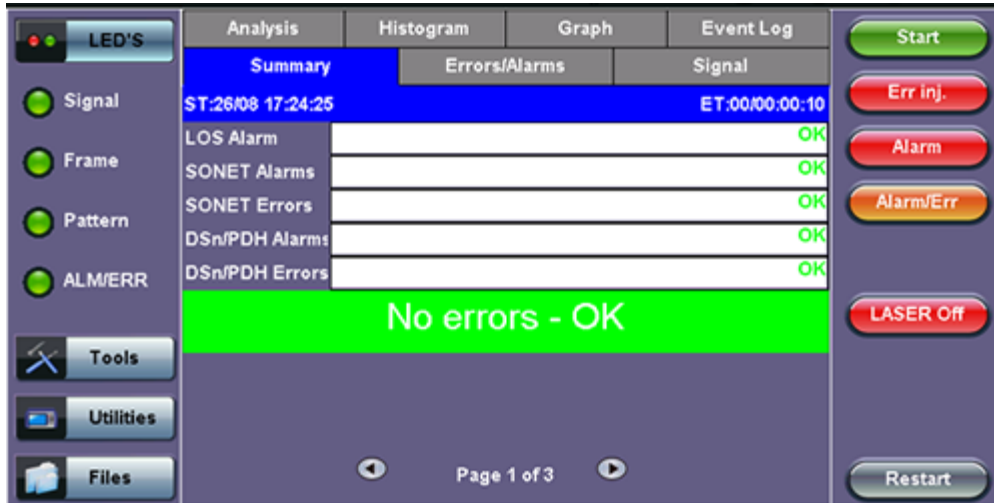 LED'S
Signal
Frame
Pattern
ALM/ERR
Tools
Utilities
Files
Analysis Histogram Graph Event Log
Summary Errors/Alarms Signal
ST:26/08 17:24:25 ET:00/00:00:10
LOS Alarm OK
SONET Alarms OK
SONET Errors OK
DSn/PDH Alarms OK
DSn/PDH Errors OK
No errors - OK
Page 1 of 3
Start
Err inj.
Alarm
Alarm/Err
LASER Off
Restart